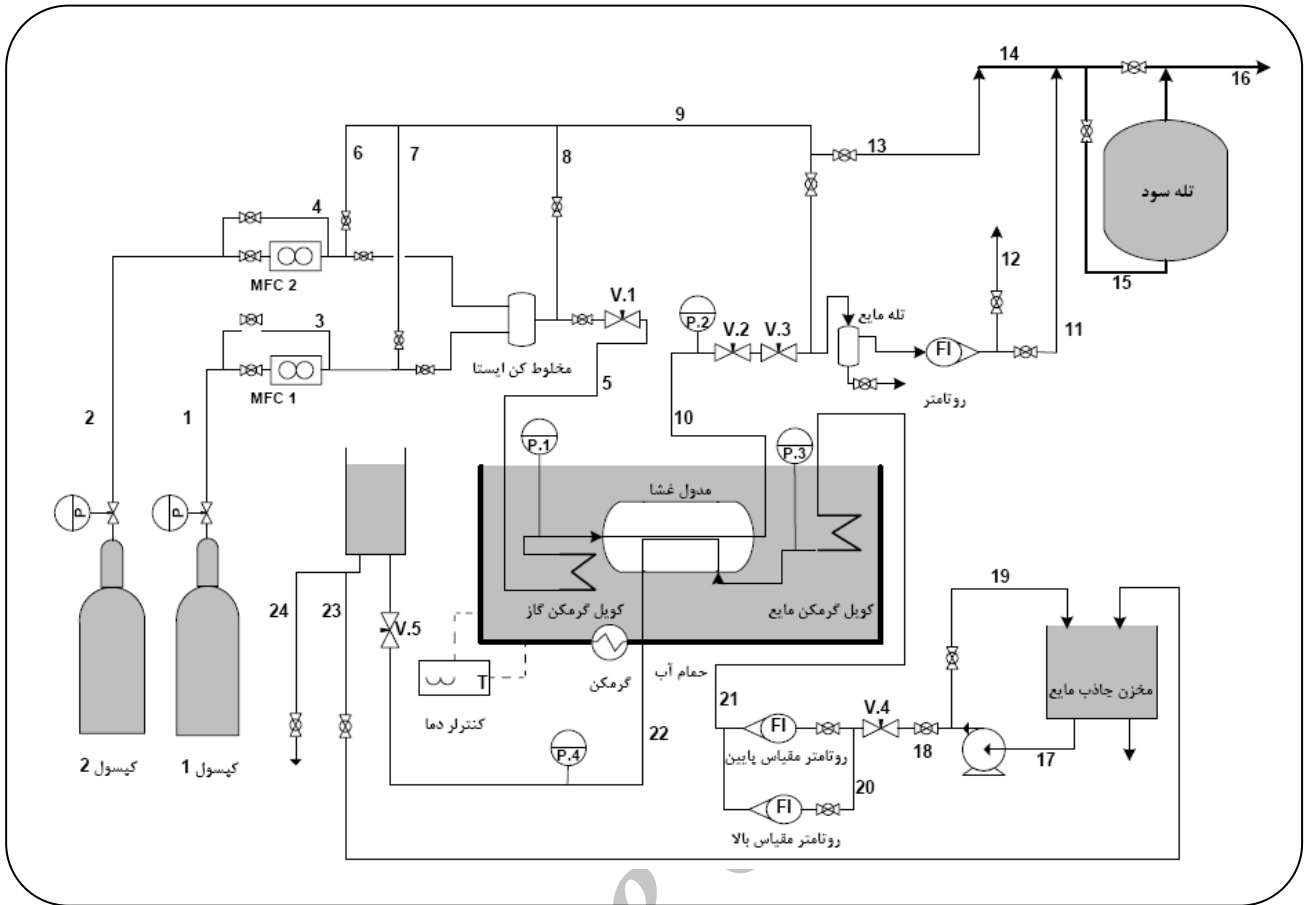 14
16
9
6
7
8
13
تله سود
4
12
MFC 2
V.1
15
P.2
V.2
V.3
تله مایع
3
11
FI
مخلوط کن ایستا
روتامتر
MFC 1
5
2
1
10
P.1
P.3
مدول غشا
P
P
19
24
23
کویل گرمکن گاز
کویل گرمکن مایع
V.5
حمام آب
مخزن جاذب مایع
T
گرمکن
21
V.4
کنترلر دما
FI
22
18
17
P.4
کپسول 2
کپسول 1
روتامتر مقیاس پایین
20
FI
روتامتر مقیاس بالا